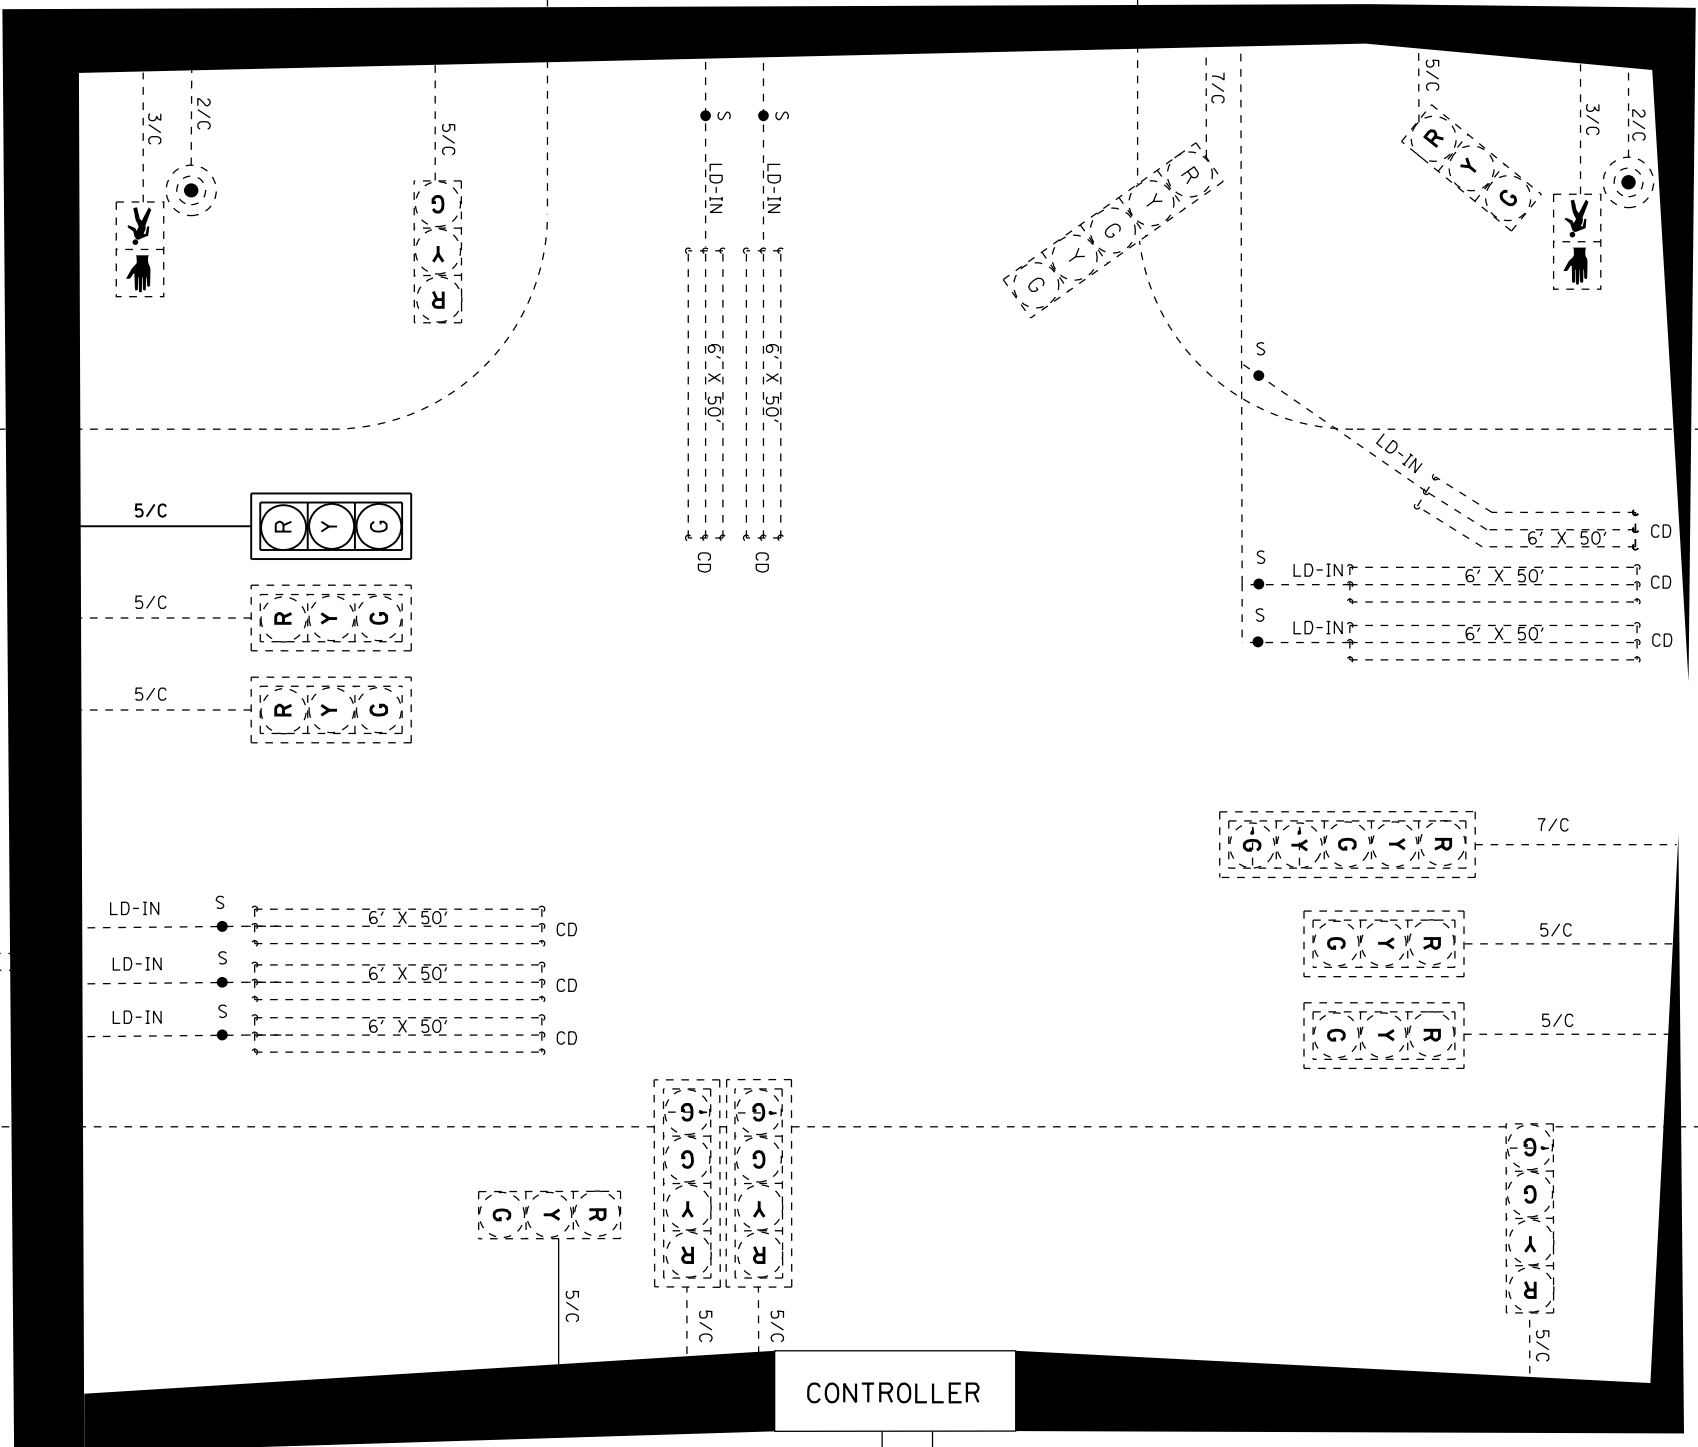 3/C
2/C
5/C
S
S
7/C
5/C
3/C
2/C
LD-IN
LD-IN
R Y G
G Y R
R Y G Y G
6' X 50'
6' X 50'
S
LD-IN
CD
CD
5/C
R Y G
6' X 50'
CD
S
LD-IN
6' X 50'
CD
5/C
R Y G
S
LD-IN
6' X 50'
CD
5/C
R Y G
G Y G Y R
7/C
LD-IN
S
6' X 50'
CD
G Y R
5/C
LD-IN
S
6' X 50'
CD
LD-IN
S
6' X 50'
CD
G Y R
5/C
G Y R
5/C
G G Y R
5/C
G G Y R
5/C
G G Y R
5/C
CONTROLLER